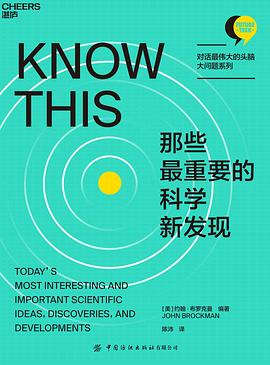 CHEERS
湛庐
FUTURE
TREK
对话最伟大的头脑
大问题系列
KNOW
THIS
那些
最重要的
科学
新发现
TODAY'S
MOST INTERESTING AND
IMPORTANT SCIENTIFIC
IDEAS, DISCOVERIES, AND
DEVELOPMENTS
[美]约翰·布罗克曼 编著
JOHN BROCKMAN
陈沛 译
中国纺织出版社有限公司